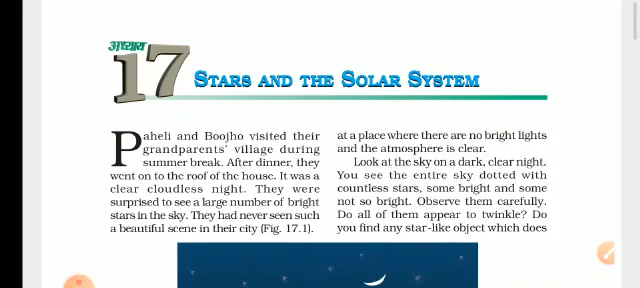 अध्याय
17
STARS AND THE SOLAR SYSTEM
Paheli and Boojho visited their
grandparents' village during
summer break. After dinner, they
went on to the roof of the house. It was a
clear cloudless night. They were
surprised to see a large number of bright
stars in the sky. They had never seen such
a beautiful scene in their city (Fig. 17.1).
at a place where there are no bright lights
and the atmosphere is clear.
Look at the sky on a dark, clear night.
You see the entire sky dotted with
countless stars, some bright and some
not so bright. Observe them carefully.
Do all of them appear to twinkle? Do
you find any star-like object which does